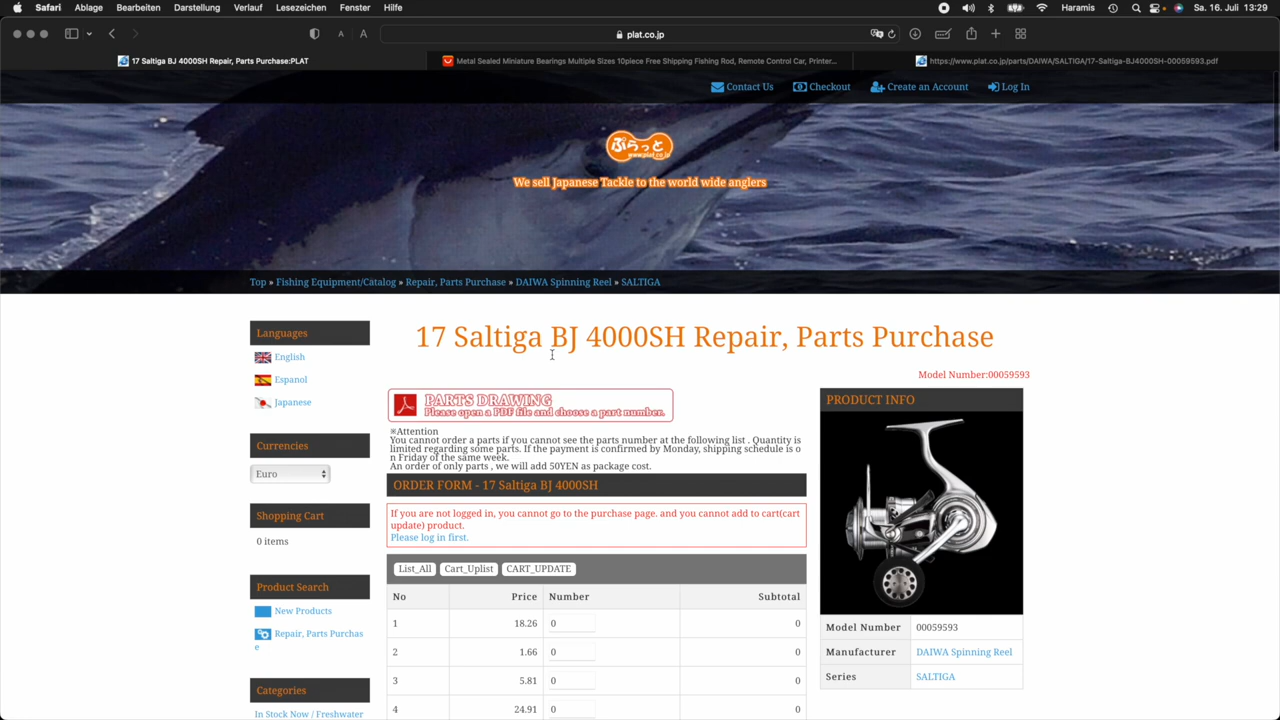 Safari Ablage Bearbeiten Darstellung Verlauf Lesezeichen Fenster Hilfe Haramis Sa. 16. Juli 13:29
A A plat.co.jp
17 Saltiga BJ 4000SH Repair, Parts Purchase:PLAT
Metal Sealed Miniature Bearings Multiple Sizes 10piece Free Shipping Fishing Rod, Remote Control Car, Printer...
https://www.plat.co.jp/parts/DAIWA/SALTIGA/17-Saltiga-BJ4000SH-00059593.pdf
Contact Us Checkout Create an Account Log In
ぷらっと
www.plat.co.jp
We sell Japanese Tackle to the world wide anglers
Top » Fishing Equipment/Catalog » Repair, Parts Purchase » DAIWA Spinning Reel » SALTIGA
Languages
English
Espanol
Japanese
Currencies
Euro
Shopping Cart
0 items
Product Search
New Products
Repair, Parts Purchas
e
Categories
In Stock Now / Freshwater
17 Saltiga BJ 4000SH Repair, Parts Purchase
Model Number:00059593
PARTS DRAWING
Please open a PDF file and choose a part number.
※Attention
You cannot order a parts if you cannot see the parts number at the following list . Quantity is
limited regarding some parts. If the payment is confirmed by Monday, shipping schedule is o
n Friday of the same week.
An order of only parts , we will add 50YEN as package cost.
ORDER FORM - 17 Saltiga BJ 4000SH
If you are not logged in, you cannot go to the purchase page. and you cannot add to cart(cart
update) product.
Please log in first.
List_All Cart_Uplist CART_UPDATE
No Price Number Subtotal
1 18.26 0 0
2 1.66 0 0
3 5.81 0 0
4 24.91 0 0
PRODUCT INFO
Model Number 00059593
Manufacturer DAIWA Spinning Reel
Series SALTIGA